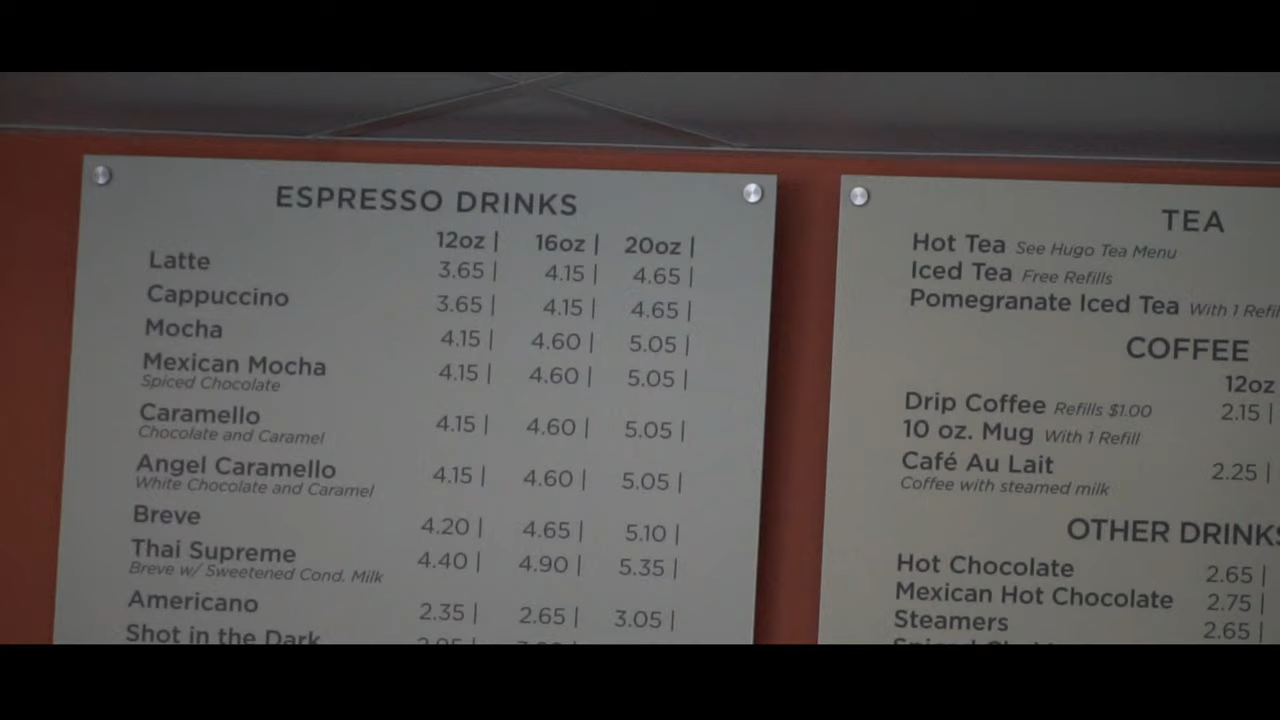 ESPRESSO DRINKS
12oz | 16oz | 20oz |
Latte 3.65 | 4.15 | 4.65 |
Cappuccino 3.65 | 4.15 | 4.65 |
Mocha 4.15 | 4.60 | 5.05 |
Mexican Mocha 4.15 | 4.60 | 5.05 |
Spiced Chocolate
Caramello 4.15 | 4.60 | 5.05 |
Chocolate and Caramel
Angel Caramello 4.15 | 4.60 | 5.05 |
White Chocolate and Caramel
Breve 4.20 | 4.65 | 5.10 |
Thai Supreme 4.40 | 4.90 | 5.35 |
Breve w/ Sweetened Cond. Milk
Americano 2.35 | 2.65 | 3.05 |
Shot in the Dark
TEA
Hot Tea See Hugo Tea Menu
Iced Tea Free Refills
Pomegranate Iced Tea With 1
COFFEE
12oz
Drip Coffee Refills $1.00 2.15 |
10 oz. Mug With 1 Refill
Café Au Lait 2.25 |
Coffee with steamed milk
OTHER DRINKS
Hot Chocolate 2.65 |
Mexican Hot Chocolate 2.75 |
Steamers 2.65 |